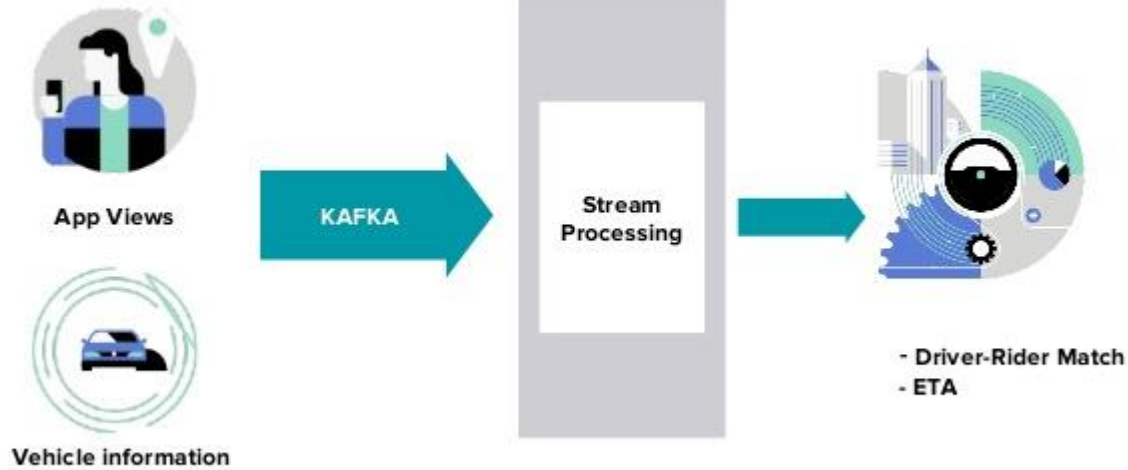 App Views
KAFKA
Stream
Processing
Vehicle information
- Driver-Rider Match
- ETA